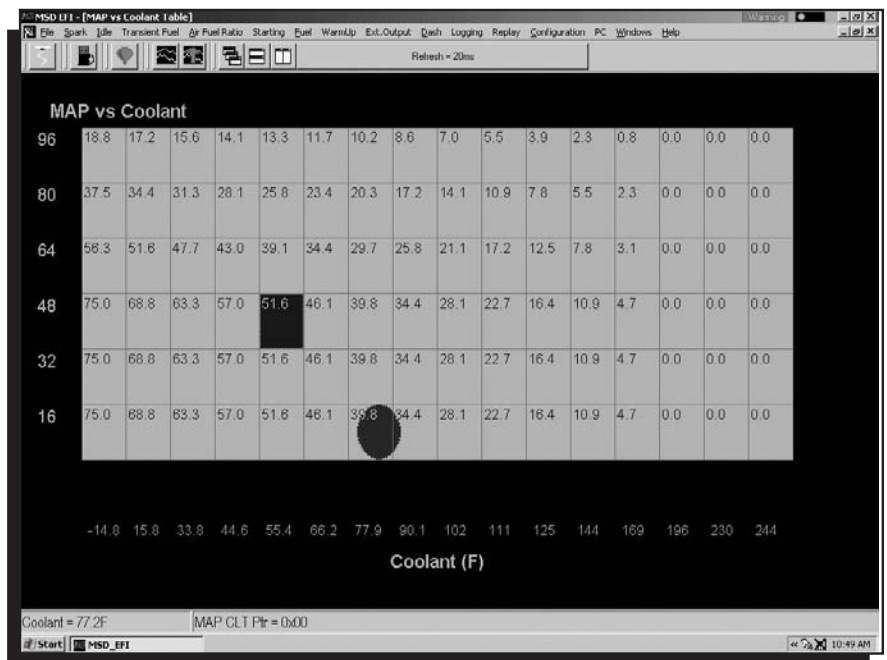 MSD EFI - [MAP vs Coolant Table]
Warning
File Spark Idle Transient Fuel Air Fuel Ratio Starting Fuel WarmUp Ext.Output Dash Logging Replay Configuration PC Windows Help
Refresh = 20ms
MAP vs Coolant
96 18.8 17.2 15.6 14.1 13.3 11.7 10.2 8.6 7.0 5.5 3.9 2.3 0.8 0.0 0.0 0.0
80 37.5 34.4 31.3 28.1 25.8 23.4 20.3 17.2 14.1 10.9 7.8 5.5 2.3 0.0 0.0 0.0
64 56.3 51.6 47.7 43.0 39.1 34.4 29.7 25.8 21.1 17.2 12.5 7.8 3.1 0.0 0.0 0.0
48 75.0 68.8 63.3 57.0 51.6 46.1 39.8 34.4 28.1 22.7 16.4 10.9 4.7 0.0 0.0 0.0
32 75.0 68.8 63.3 57.0 51.6 46.1 39.8 34.4 28.1 22.7 16.4 10.9 4.7 0.0 0.0 0.0
16 75.0 68.8 63.3 57.0 51.6 46.1 39.8 34.4 28.1 22.7 16.4 10.9 4.7 0.0 0.0 0.0
-14.8 15.8 33.8 44.6 55.4 66.2 77.9 90.1 102 111 125 144 169 196 230 244
Coolant (F)
Coolant = 77.2F MAP CLT Ptr = 0x00
Start MSD_EFI 10:49 AM